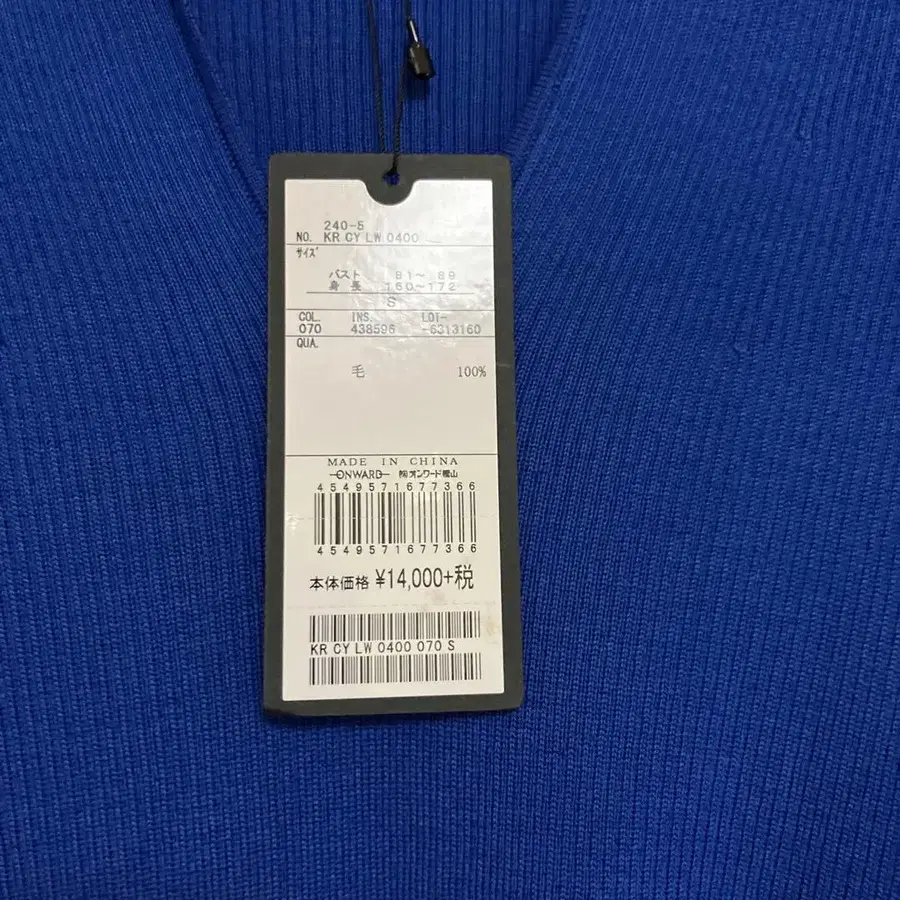 240-5
NO. KR CY LW 0400
サイズ
バスト 81~ 89
身 長 160~172
S
COL. INS. LOT-
070 438596 -6313160
QUA.
毛 100%
MADE IN CHINA
ONWARD ㈱オンワード樫山
4549571677366
4549571677366
本体価格 ¥14,000+税
KR CY LW 0400 070 S